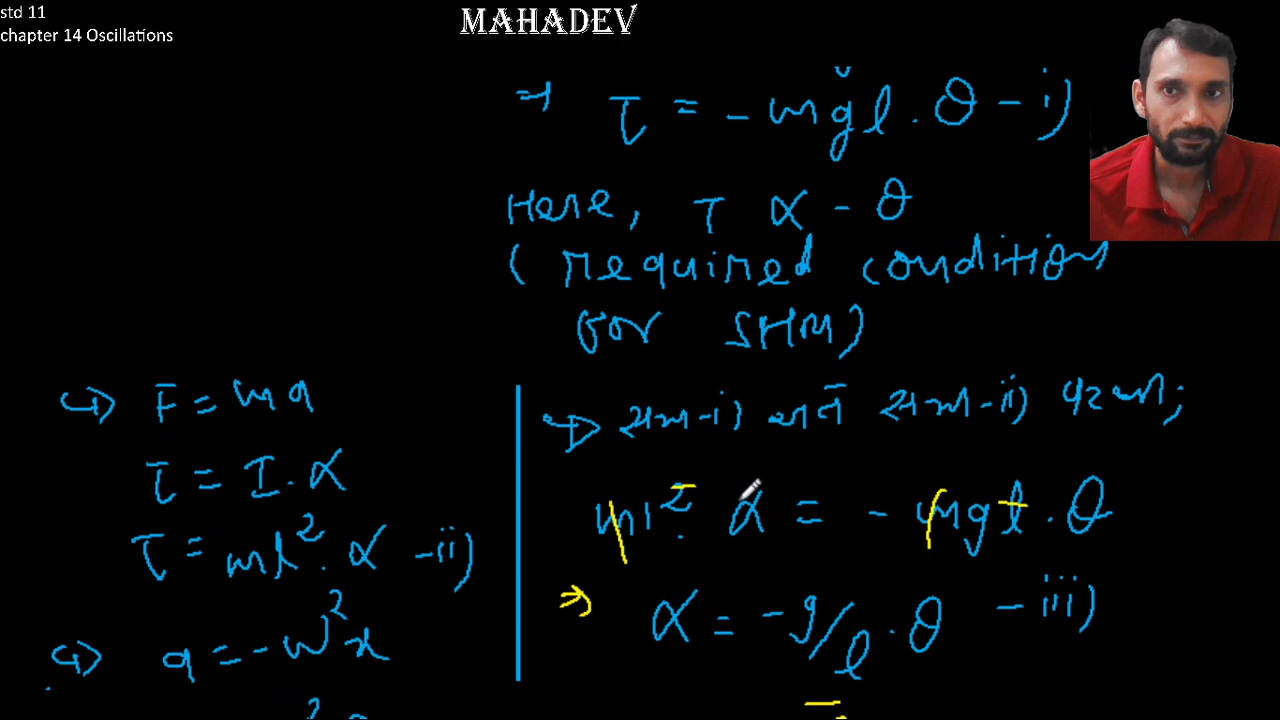 std 11
chapter 14 Oscillations
MAHADEV
⇒ τ = - mgl . θ - i)
Here, τ α - θ
( required condition
For SHM)
↪ F = ma
τ = I . α
τ = ml² . α - ii)
↪ a = - ω²x
↪ સમી-i) અને સમી-ii) પરથી;
ml² . α = - mgl . θ
⇒ α = - g/l . θ - iii)